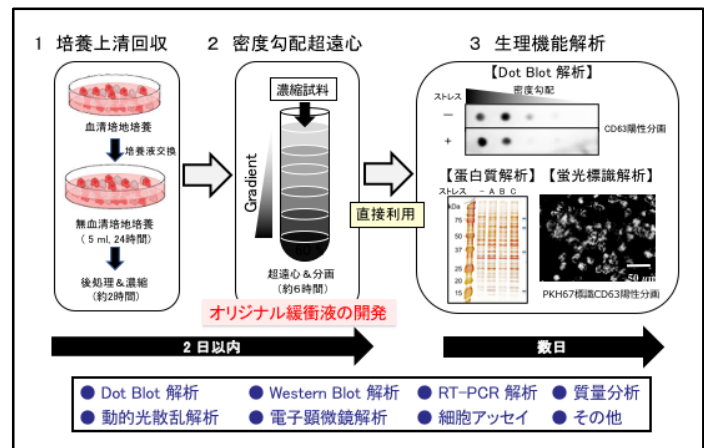 1 培養上清回収
2 密度勾配超遠心
3 生理機能解析
血清培地培養
培養液交換
無血清培地培養
(5 ml, 24時間)
後処理&濃縮
(約2時間)
濃縮試料
Gradient
超遠心&分画
(約6時間)
オリジナル緩衝液の開発
直接利用
【Dot Blot 解析】
ストレス
密度勾配
−
+
CD63陽性分画
【蛋白質解析】
ストレス - A B C
kDa
75
50
37
25
20
15
【蛍光標識解析】
50 μm
PKH67標識CD63陽性分画
2日以内
数日
● Dot Blot 解析 ● Western Blot 解析 ● RT-PCR 解析 ● 質量分析
● 動的光散乱解析 ● 電子顕微鏡解析 ● 細胞アッセイ ● その他